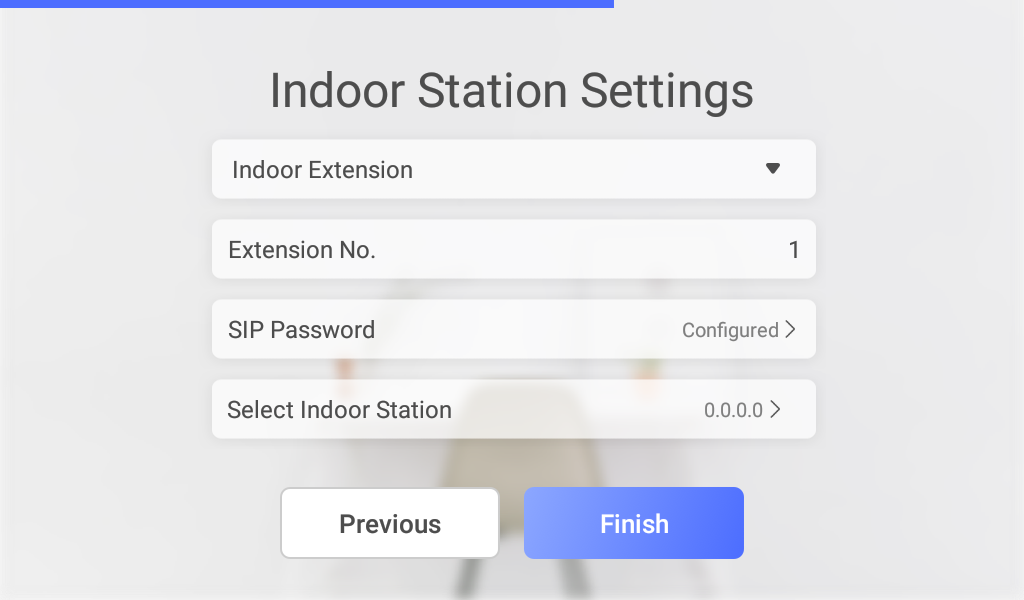 Indoor Station Settings
Indoor Extension
Extension No. 1
SIP Password Configured
Select Indoor Station 0.0.0.0
Previous Finish